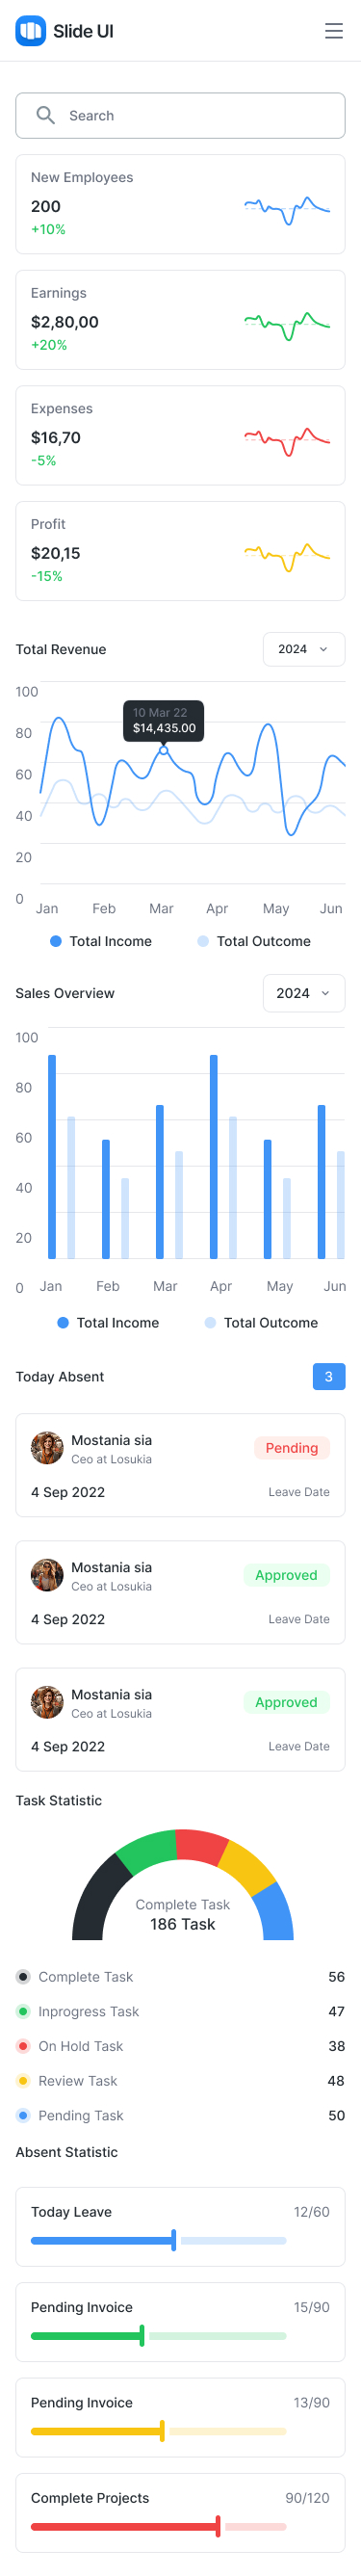 Slide UI
Search
New Employees
200
+10%
Earnings
$2,80,00
+20%
Expenses
$16,70
-5%
Profit
$20,15
-15%
Total Revenue
2024
100
80
60
40
20
0
10 Mar 22
$14,435.00
Jan Feb Mar Apr May Jun
Total Income Total Outcome
Sales Overview
2024
100
80
60
40
20
0
Jan Feb Mar Apr May Jun
Total Income Total Outcome
Today Absent
3
Mostania sia
Ceo at Losukia
Pending
4 Sep 2022
Leave Date
Mostania sia
Ceo at Losukia
Approved
4 Sep 2022
Leave Date
Mostania sia
Ceo at Losukia
Approved
4 Sep 2022
Leave Date
Task Statistic
Complete Task
186 Task
Complete Task 56
Inprogress Task 47
On Hold Task 38
Review Task 48
Pending Task 50
Absent Statistic
Today Leave 12/60
Pending Invoice 15/90
Pending Invoice 13/90
Complete Projects 90/120